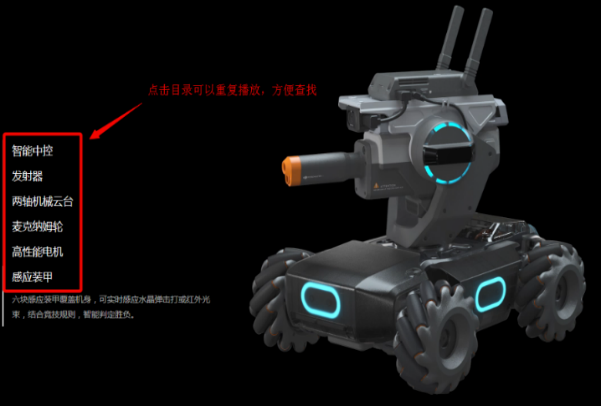 点击目录可以重复播放，方便查找
智能中控
发射器
两轴机械云台
麦克纳姆轮
高性能电机
感应装甲
六块感应装甲覆盖机身，可实时感应水晶弹击打或红外光
束，结合竞技规则，智能判定胜负。